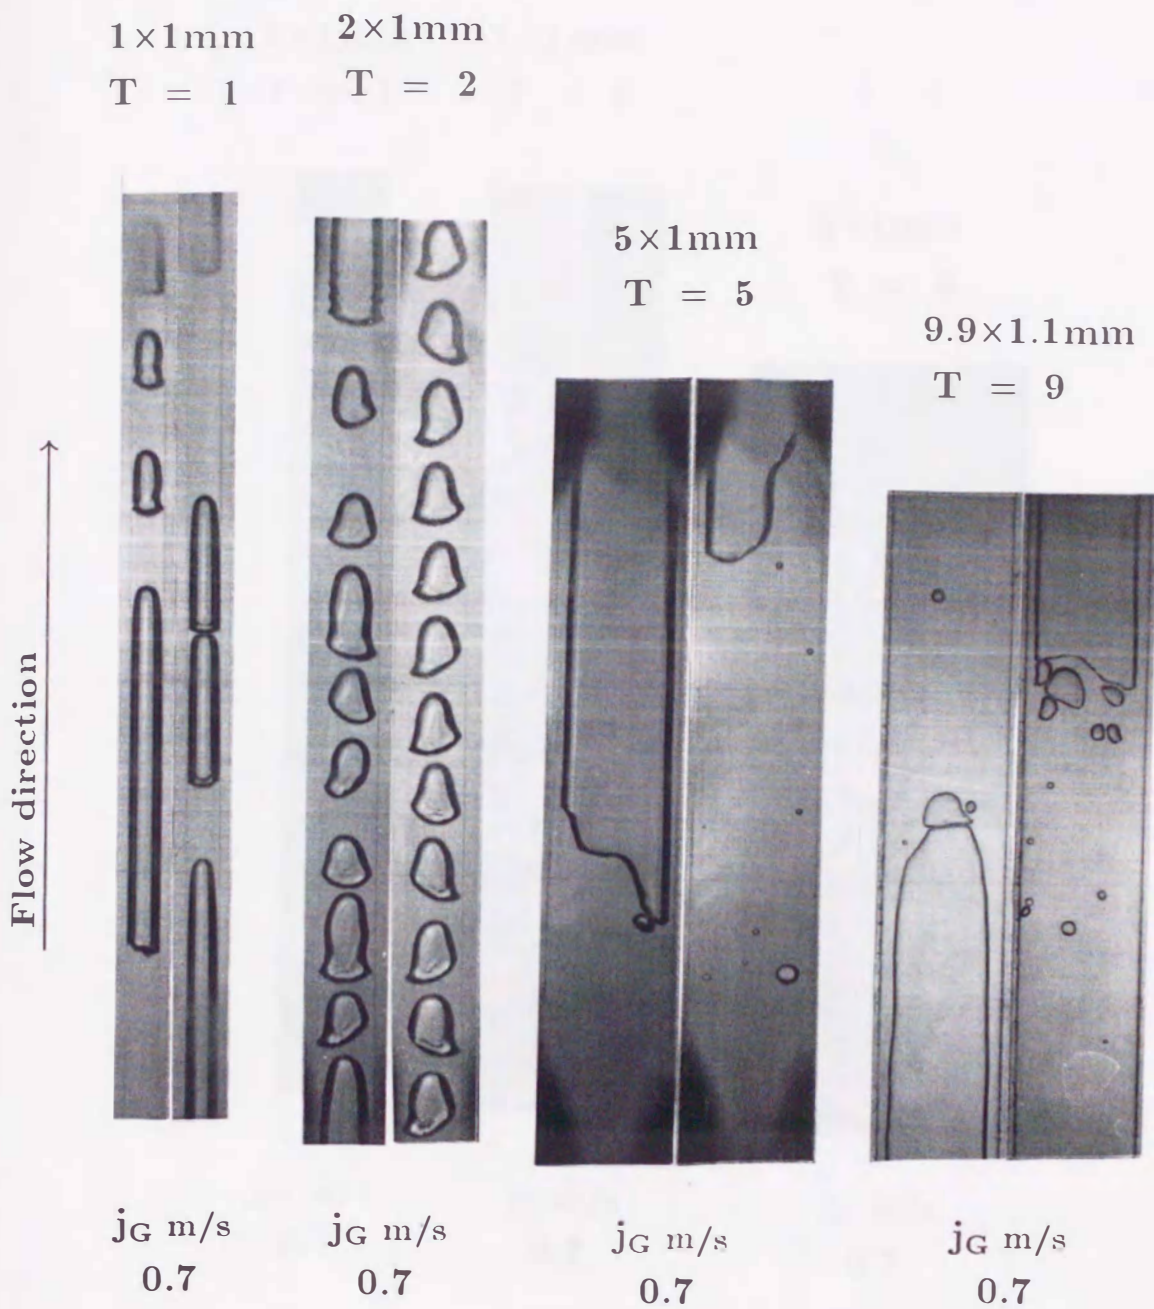 1×1mm
T = 1
2×1mm
T = 2
5×1mm
T = 5
9.9×1.1mm
T = 9
Flow direction
jG m/s
0.7
jG m/s
0.7
jG m/s
0.7
jG m/s
0.7